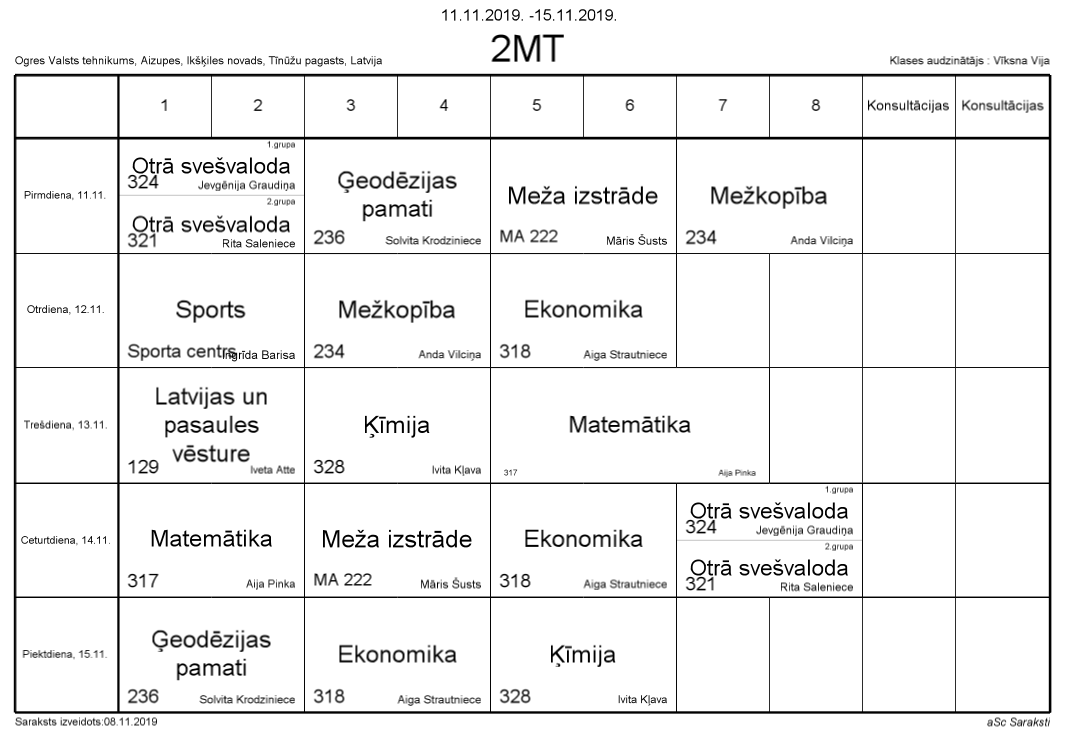 11.11.2019. -15.11.2019.
2MT
Ogres Valsts tehnikums, Aizupes, Ikšķiles novads, Tīnūžu pagasts, Latvija
Klases audzinātājs : Vīksna Vija
1 2 3 4 5 6 7 8 Konsultācijas Konsultācijas
Pirmdiena, 11.11.
1.grupa
Otrā svešvaloda
324 Jevgēnija Graudiņa
2.grupa
Otrā svešvaloda
321 Rita Saleniece
Ģeodēzijas
pamati
236 Solvita Krodziniece
Meža izstrāde
MA 222 Māris Šusts
Mežkopība
234 Anda Vilciņa
Otrdiena, 12.11.
Sports
Sporta centrs Ingrīda Barisa
Mežkopība
234 Anda Vilciņa
Ekonomika
318 Aiga Strautniece
Trešdiena, 13.11.
Latvijas un
pasaules
vēsture
129 Iveta Atte
Ķīmija
328 Ivita Kļava
Matemātika
317 Aija Pinka
Ceturtdiena, 14.11.
Matemātika
317 Aija Pinka
Meža izstrāde
MA 222 Māris Šusts
Ekonomika
318 Aiga Strautniece
1.grupa
Otrā svešvaloda
324 Jevgēnija Graudiņa
2.grupa
Otrā svešvaloda
321 Rita Saleniece
Piektdiena, 15.11.
Ģeodēzijas
pamati
236 Solvita Krodziniece
Ekonomika
318 Aiga Strautniece
Ķīmija
328 Ivita Kļava
Saraksts izveidots:08.11.2019
aSc Saraksti